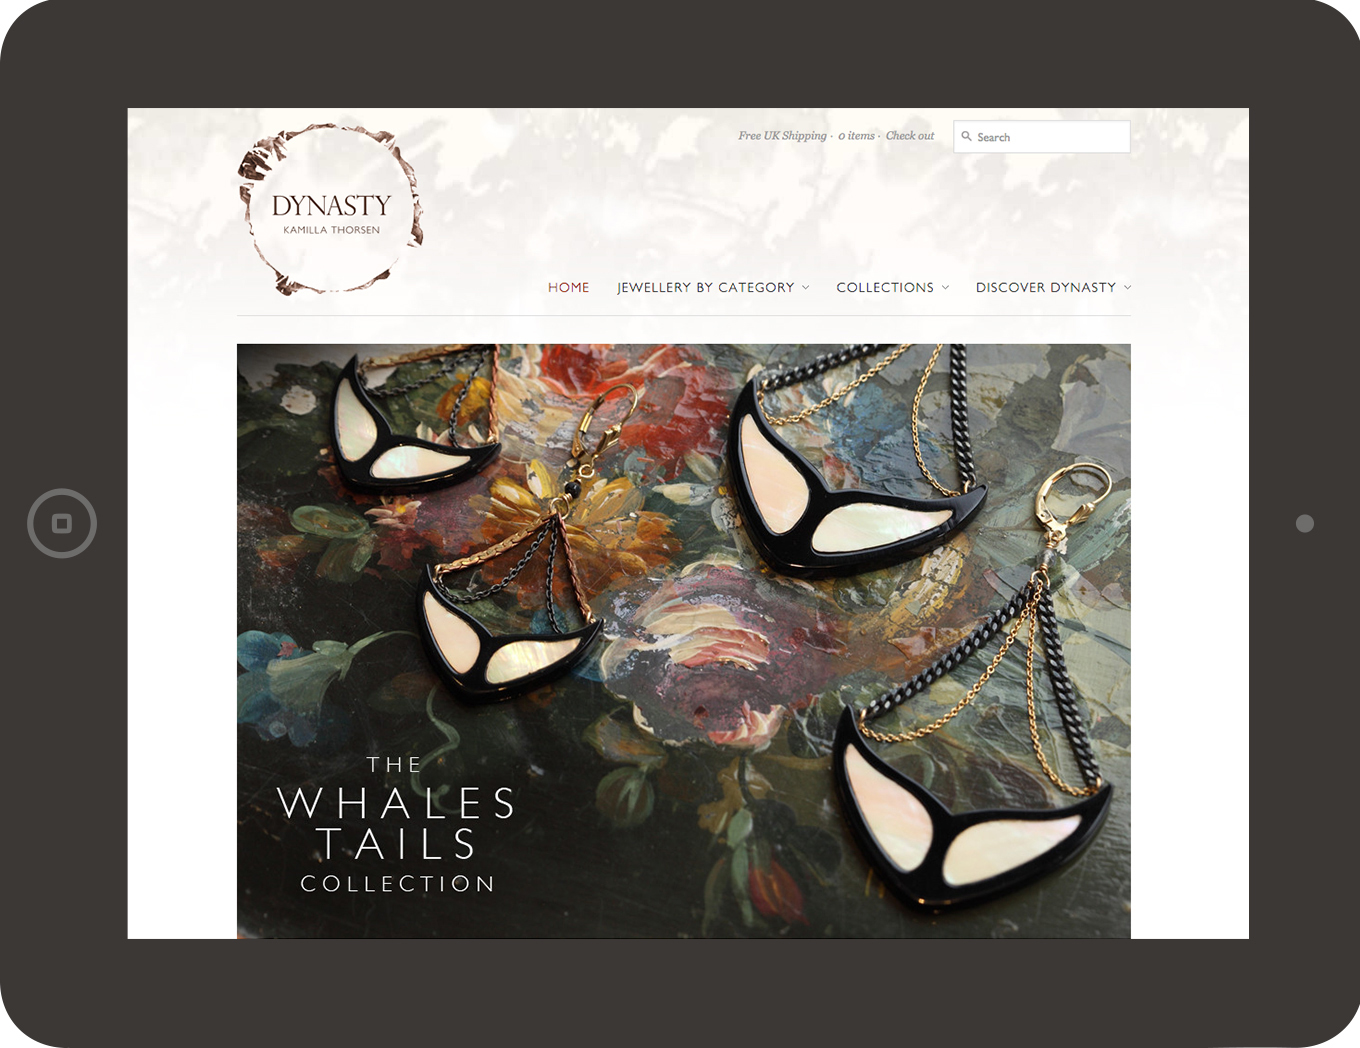 DYNASTY
KAMILLA THORSEN
Free UK Shipping · 0 items · Check out
Search
HOME JEWELLERY BY CATEGORY COLLECTIONS DISCOVER DYNASTY
THE
WHALES
TAILS
COLLECTION